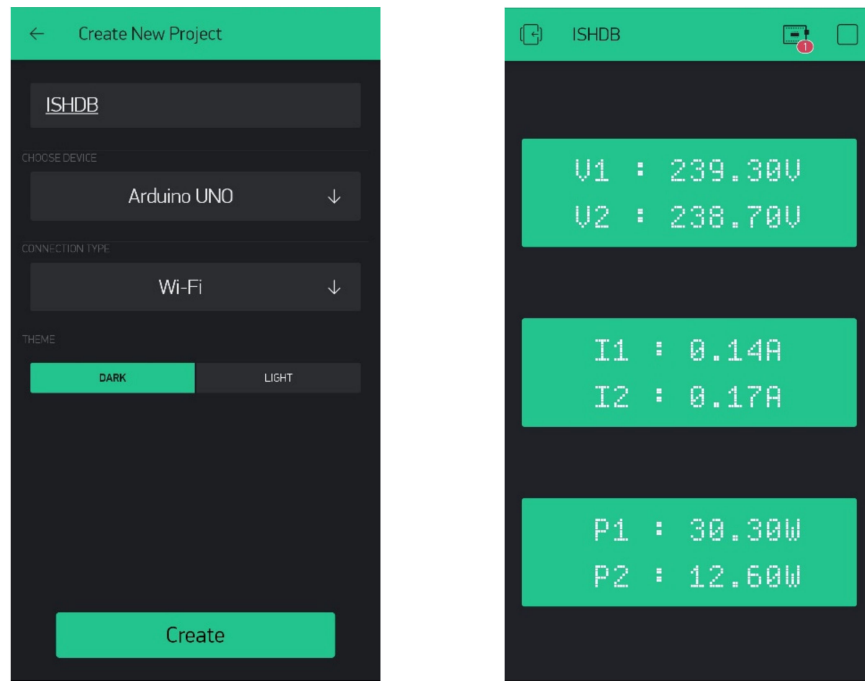 Create New Project
ISHDB
CHOOSE DEVICE
Arduino UNO
CONNECTION TYPE
Wi-Fi
THEME
DARK
LIGHT
Create
ISHDB
1
V1 : 239.30V
V2 : 238.70V
I1 : 0.14A
I2 : 0.17A
P1 : 30.30W
P2 : 12.60W